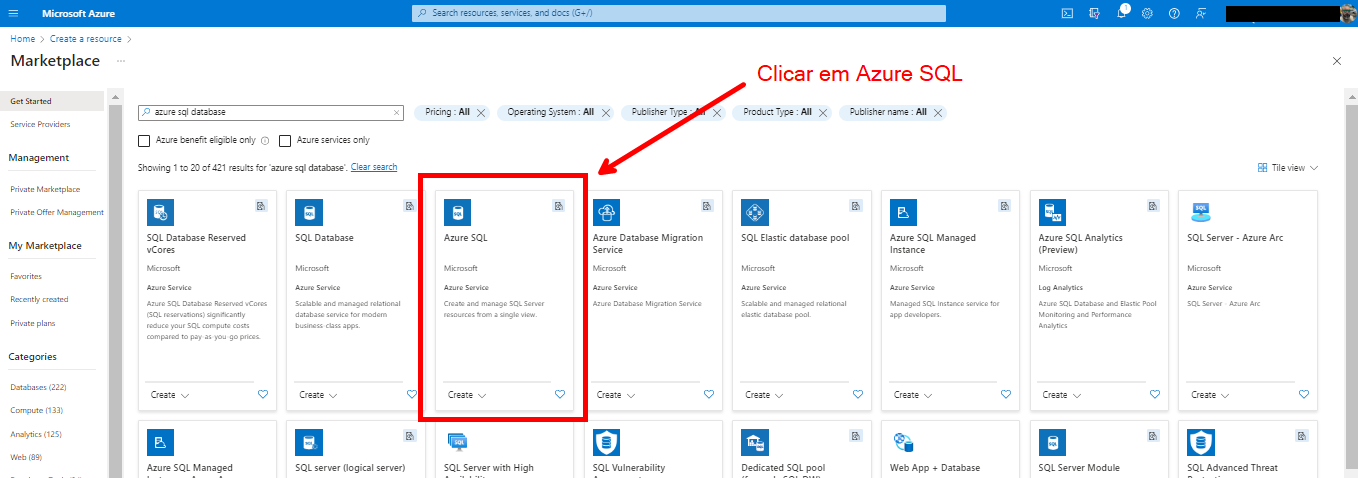 Microsoft Azure
Search resources, services, and docs (G+/)
1
Home > Create a resource >
Marketplace ...
Clicar em Azure SQL
Get Started
Service Providers
Management
Private Marketplace
Private Offer Management
My Marketplace
Favorites
Recently created
Private plans
Categories
Databases (222)
Compute (133)
Analytics (125)
Web (89)
azure sql database
Pricing : All
Operating System : All
Publisher Type : All
Product Type : All
Publisher name : All
Azure benefit eligible only
Azure services only
Showing 1 to 20 of 421 results for 'azure sql database'. Clear search
Tile view
SQL Database Reserved
vCores
Microsoft
Azure Service
Azure SQL Database Reserved vCores
(SQL reservations) significantly
reduce your SQL compute costs
compared to pay-as-you-go prices.
Create
SQL Database
Microsoft
Azure Service
Scalable and managed relational
database service for modern
business class apps.
Create
Azure SQL
Microsoft
Azure Service
Create and manage SQL Server
resources from a single view.
Create
Azure Database Migration
Service
Microsoft
Azure Service
Azure Database Migration Service
Create
SQL Elastic database pool
Microsoft
Azure Service
Scalable and managed relational
elastic database pool.
Create
Azure SQL Managed
Instance
Microsoft
Azure Service
Managed SQL Instance service for
app developers.
Create
Azure SQL Analytics
(Preview)
Microsoft
Log Analytics
Azure SQL Database and Elastic Pool
Monitoring and Performance
Analytics
Create
SQL
SQL Server - Azure Arc
Microsoft
Azure Service
SQL Server - Azure Arc
Create
Azure SQL Managed
SQL server (logical server)
SQL Server with High
SQL Vulnerability
Dedicated SQL pool
Web App + Database
SQL Server Module
SQL Advanced Threat